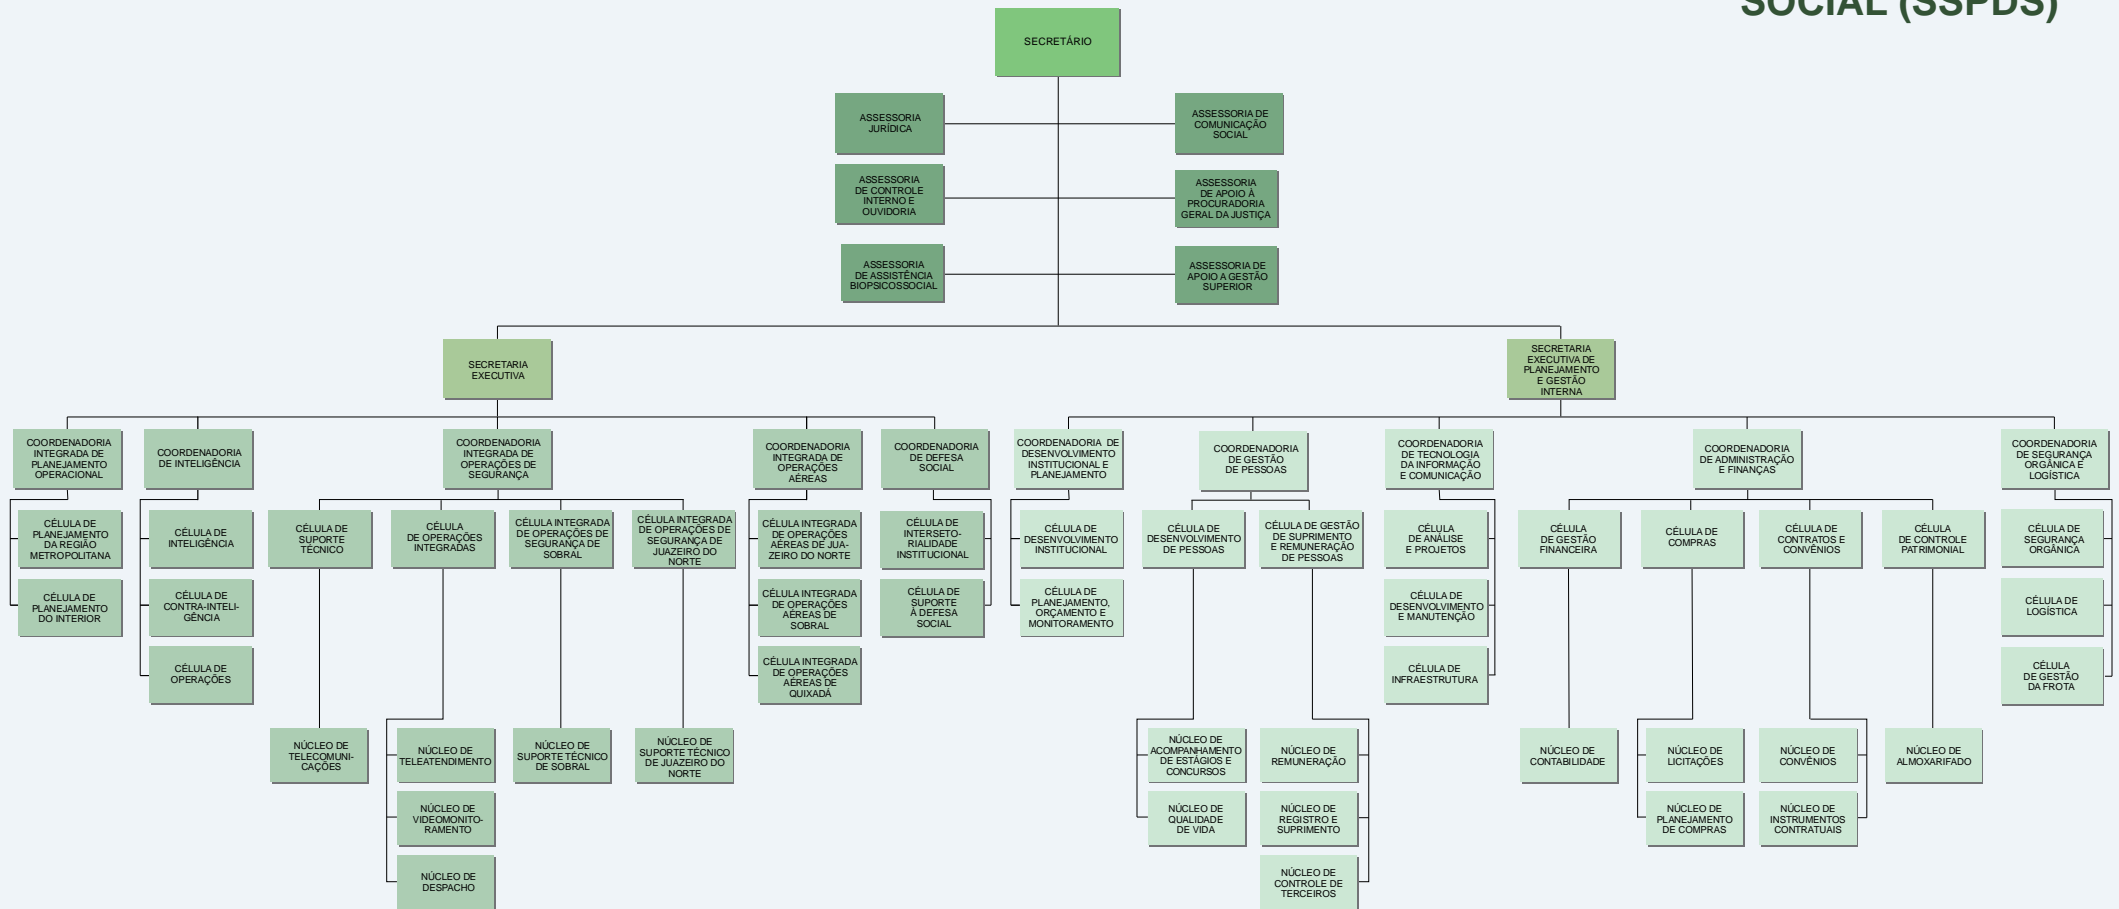 SOCIAL (SSPDS)
SECRETÁRIO
ASSESSORIA
JURÍDICA
ASSESSORIA DE
COMUNICAÇÃO
SOCIAL
ASSESSORIA
DE CONTROLE
INTERNO E
OUVIDORIA
ASSESSORIA
DE APOIO À
PROCURADORIA
GERAL DA JUSTIÇA
ASSESSORIA
DE ASSISTÊNCIA
BIOPSICOSSOCIAL
ASSESSORIA DE
APOIO A GESTÃO
SUPERIOR
SECRETARIA
EXECUTIVA
SECRETARIA
EXECUTIVA DE
PLANEJAMENTO
E GESTÃO
INTERNA
COORDENADORIA
INTEGRADA DE
PLANEJAMENTO
OPERACIONAL
COORDENADORIA
DE INTELIGÊNCIA
COORDENADORIA
INTEGRADA DE
OPERAÇÕES DE
SEGURANÇA
COORDENADORIA
INTEGRADA DE
OPERAÇÕES
AÉREAS
COORDENADORIA
DE DEFESA
SOCIAL
COORDENADORIA DE
DESENVOLVIMENTO
INSTITUCIONAL E
PLANEJAMENTO
COORDENADORIA
DE GESTÃO
DE PESSOAS
COORDENADORIA
DE TECNOLOGIA
DA INFORMAÇÃO
E COMUNICAÇÃO
COORDENADORIA
DE ADMINISTRAÇÃO
E FINANÇAS
COORDENADORIA
DE SEGURANÇA
ORGÂNICA E
LOGÍSTICA
CÉLULA DE
PLANEJAMENTO
DA REGIÃO
METROPOLITANA
CÉLULA DE
INTELIGÊNCIA
CÉLULA DE
SUPORTE
TÉCNICO
CÉLULA
DE OPERAÇÕES
INTEGRADAS
CÉLULA INTEGRADA
DE OPERAÇÕES DE
SEGURANÇA DE
SOBRAL
CÉLULA INTEGRADA
DE OPERAÇÕES DE
SEGURANÇA DE
JUAZEIRO DO
NORTE
CÉLULA INTEGRADA
DE OPERAÇÕES
AÉREAS DE JUA-
ZEIRO DO NORTE
CÉLULA DE
INTERSETO-
RIALIDADE
INSTITUCIONAL
CÉLULA DE
DESENVOLVIMENTO
INSTITUCIONAL
CÉLULA DE
DESENVOLVIMENTO
DE PESSOAS
CÉLULA DE GESTÃO
DE SUPRIMENTO
E REMUNERAÇÃO
DE PESSOAS
CÉLULA
DE ANÁLISE
E PROJETOS
CÉLULA
DE GESTÃO
FINANCEIRA
CÉLULA DE
COMPRAS
CÉLULA DE
CONTRATOS E
CONVÊNIOS
CÉLULA
DE CONTROLE
PATRIMONIAL
CÉLULA DE
SEGURANÇA
ORGÂNICA
CÉLULA DE
PLANEJAMENTO
DO INTERIOR
CÉLULA DE
CONTRA-INTELI-
GÊNCIA
CÉLULA INTEGRADA
DE OPERAÇÕES
AÉREAS DE
SOBRAL
CÉLULA DE
SUPORTE
À DEFESA
SOCIAL
CÉLULA DE
PLANEJAMENTO,
ORÇAMENTO E
MONITORAMENTO
CÉLULA DE
DESENVOLVIMENTO
E MANUTENÇÃO
CÉLULA DE
LOGÍSTICA
CÉLULA DE
OPERAÇÕES
CÉLULA INTEGRADA
DE OPERAÇÕES
AÉREAS DE
QUIXADÁ
CÉLULA DE
INFRAESTRUTURA
CÉLULA
DE GESTÃO
DA FROTA
NÚCLEO DE
TELECOMUNI-
CAÇÕES
NÚCLEO DE
TELEATENDIMENTO
NÚCLEO DE
SUPORTE TÉCNICO
DE SOBRAL
NÚCLEO DE
SUPORTE TÉCNICO
DE JUAZEIRO DO
NORTE
NÚCLEO DE
ACOMPANHAMENTO
DE ESTÁGIOS E
CONCURSOS
NÚCLEO DE
REMUNERAÇÃO
NÚCLEO DE
CONTABILIDADE
NÚCLEO DE
LICITAÇÕES
NÚCLEO DE
CONVÊNIOS
NÚCLEO DE
ALMOXARIFADO
NÚCLEO DE
VIDEOMONITO-
RAMENTO
NÚCLEO DE
QUALIDADE
DE VIDA
NÚCLEO DE
REGISTRO E
SUPRIMENTO
NÚCLEO DE
PLANEJAMENTO
DE COMPRAS
NÚCLEO DE
INSTRUMENTOS
CONTRATUAIS
NÚCLEO DE
DESPACHO
NÚCLEO DE
CONTROLE DE
TERCEIROS